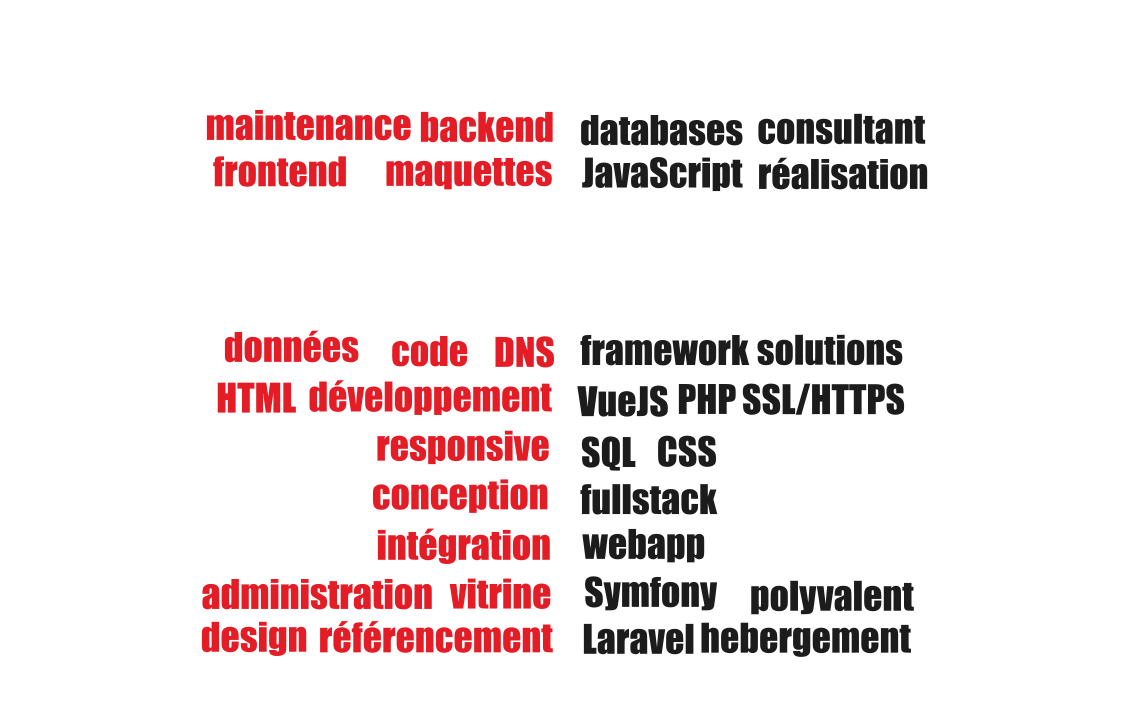 maintenance backend databases consultant
frontend maquettes JavaScript réalisation
données code DNS framework solutions
HTML développement VueJS PHP SSL/HTTPS
responsive SQL CSS
conception fullstack
intégration webapp
administration vitrine Symfony polyvalent
design référencement Laravel hebergement